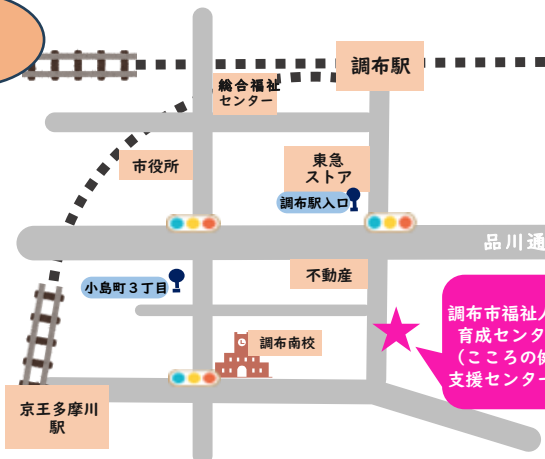 調布駅
総合福祉
センター
市役所
東急
ストア
調布駅入口
品川通
不動産
小島町３丁目
調布市福祉人
育成センタ
（こころの健
支援センター
調布南校
京王多摩川
駅